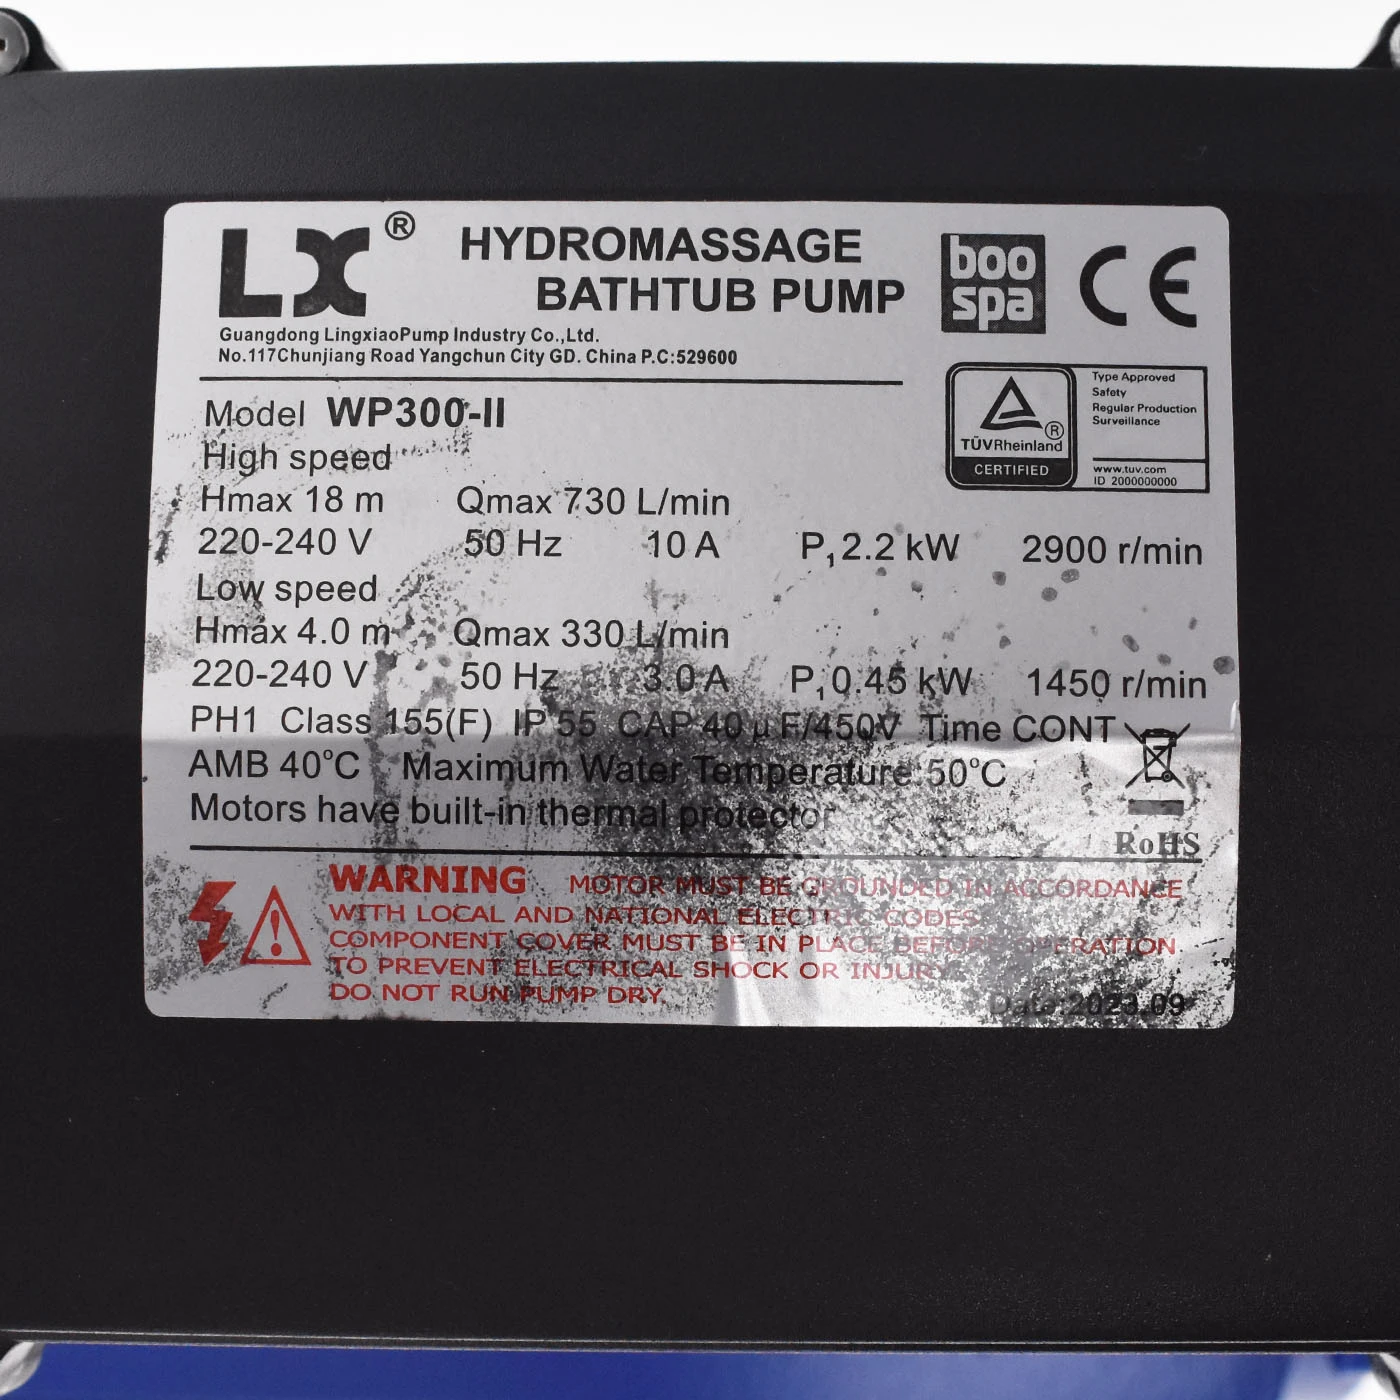 LX® HYDROMASSAGE
BATHTUB PUMP
boo
spa
CE
Guangdong LingxiaoPump Industry Co.,Ltd.
No.117Chunjiang Road Yangchun City GD. China P.C:529600
TÜVRheinland®
CERTIFIED
Type Approved
Safety
Regular Production
Surveillance
www.tuv.com
ID 2000000000
Model WP300-II
High speed
Hmax 18 m Qmax 730 L/min
220-240 V 50 Hz 10 A P₁ 2.2 kW 2900 r/min
Low speed
Hmax 4.0 m Qmax 330 L/min
220-240 V 50 Hz 3.0 A P₁ 0.45 kW 1450 r/min
PH1 Class 155(F) IP 55 CAP 40 μ F/450V Time CONT
AMB 40°C Maximum Water Temperature:50°C
Motors have built-in thermal protector
RoHS
WARNING MOTOR MUST BE GROUNDED IN ACCORDANCE
WITH LOCAL AND NATIONAL ELECTRIC CODES
COMPONENT COVER MUST BE IN PLACE BEFORE OPERATION
TO PREVENT ELECTRICAL SHOCK OR INJURY
DO NOT RUN PUMP DRY.
Date:2023.09